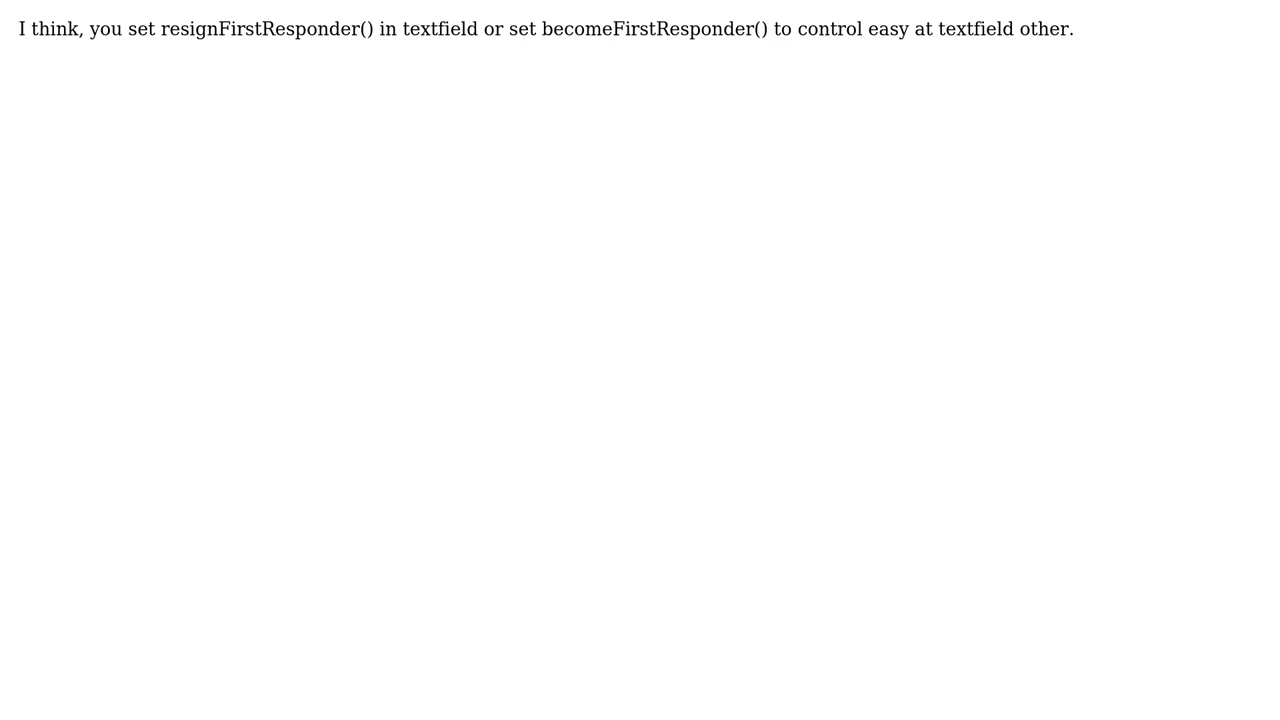 I think, you set resignFirstResponder() in textfield or set becomeFirstResponder() to control easy at textfield other.